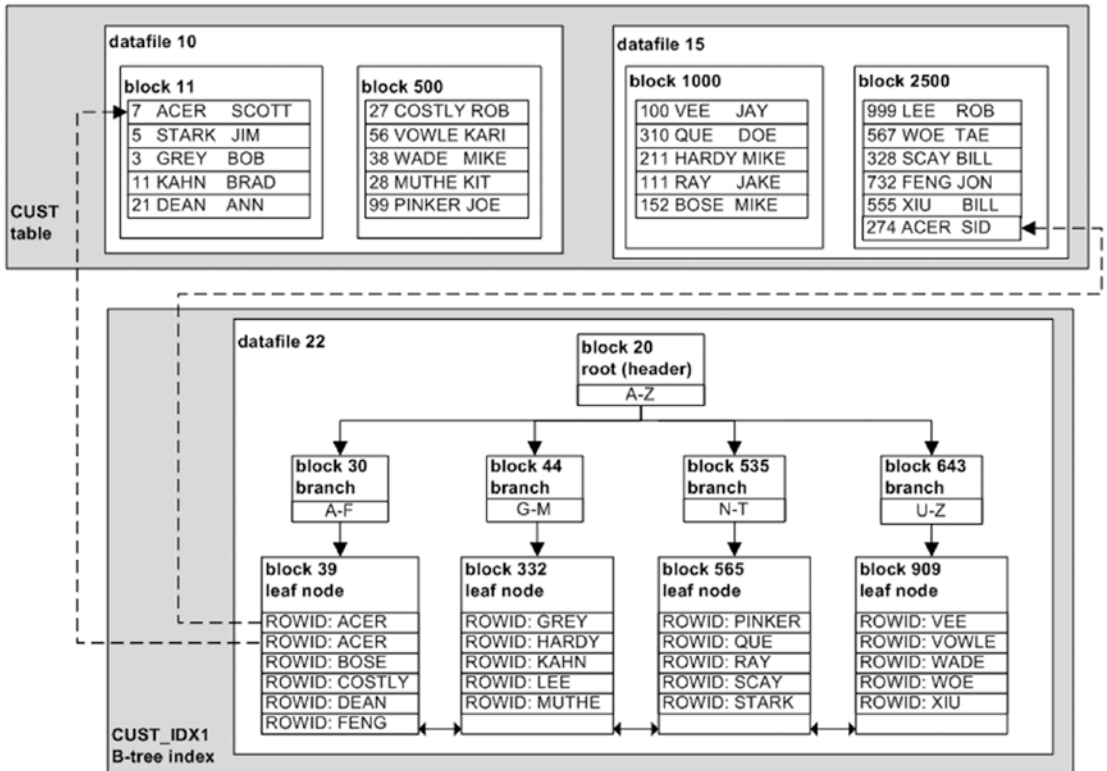 datafile 10
block 11
7 ACER SCOTT
5 STARK JIM
3 GREY BOB
11 KAHN BRAD
21 DEAN ANN
block 500
27 COSTLY ROB
56 VOWLE KARI
38 WADE MIKE
28 MUTHE KIT
99 PINKER JOE
datafile 15
block 1000
100 VEE JAY
310 QUE DOE
211 HARDY MIKE
111 RAY JAKE
152 BOSE MIKE
block 2500
999 LEE ROB
567 WOE TAE
328 SCAY BILL
732 FENG JON
555 XIU BILL
274 ACER SID
CUST
table
datafile 22
block 20
root (header)
A-Z
block 30
branch
A-F
block 44
branch
G-M
block 535
branch
N-T
block 643
branch
U-Z
block 39
leaf node
ROWID: ACER
ROWID: ACER
ROWID: BOSE
ROWID: COSTLY
ROWID: DEAN
ROWID: FENG
block 332
leaf node
ROWID: GREY
ROWID: HARDY
ROWID: KAHN
ROWID: LEE
ROWID: MUTHE
block 565
leaf node
ROWID: PINKER
ROWID: QUE
ROWID: RAY
ROWID: SCAY
ROWID: STARK
block 909
leaf node
ROWID: VEE
ROWID: VOWLE
ROWID: WADE
ROWID: WOE
ROWID: XIU
CUST_IDX1
B-tree index